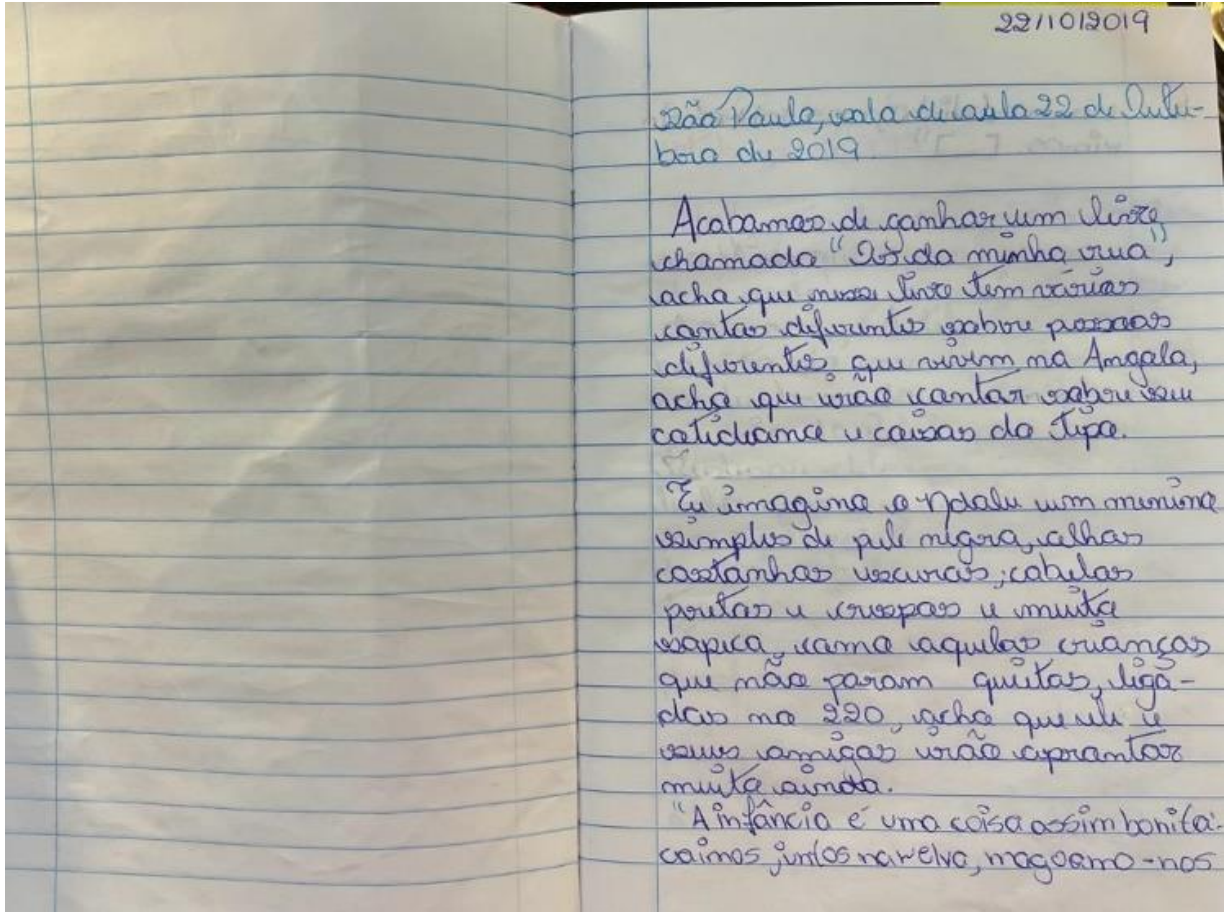 22/10/2019
São Paulo, sala de aula 22 de Outu-
bro de 2019.
Acabamos de ganhar um livro
chamado "Os da minha rua",
acho que nesse livro tem vários
contos diferentes sobre pessoas
diferentes que vivem na Angola,
acho que irão contar sobre seu
cotidiano e coisas do tipo.
Eu imagino o Ndalu um menino
simples de pele negra, olhos
castanhos escuros, cabelos
pretos e crespos e muito
sapeca, como aquelas crianças
que não param quietas, liga-
das no 220, acho que ele e
seus amigos irão aprontar
muito ainda.
"A infância é uma coisa assim bonita:
caímos juntos na relva, magoamo-nos